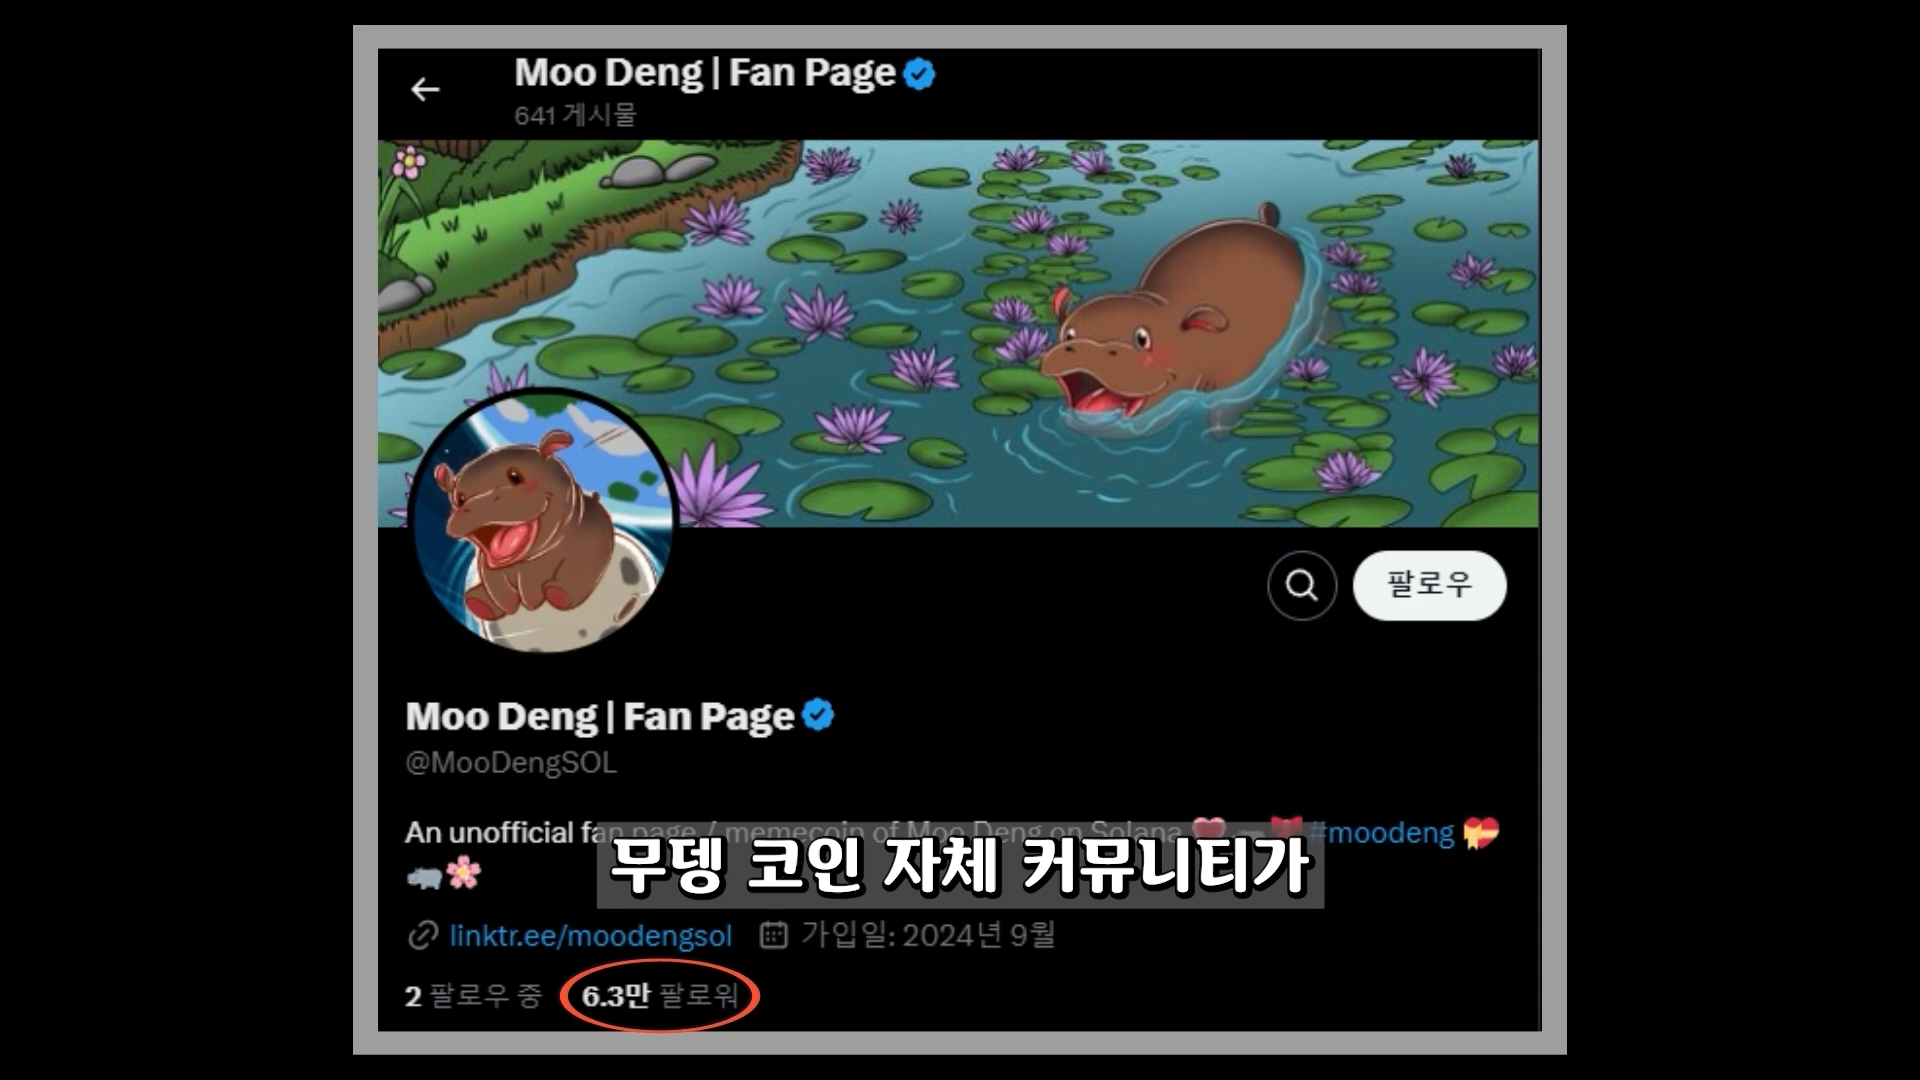 Moo Deng | Fan Page
641 게시물
팔로우
Moo Deng | Fan Page
@MooDengSOL
An unofficial fan page / memecoin of Moo Deng on Solana #moodeng
무뎅 코인 자체 커뮤니티가
linktr.ee/moodengsol 가입일: 2024년 9월
2 팔로우 중 6.3만 팔로워